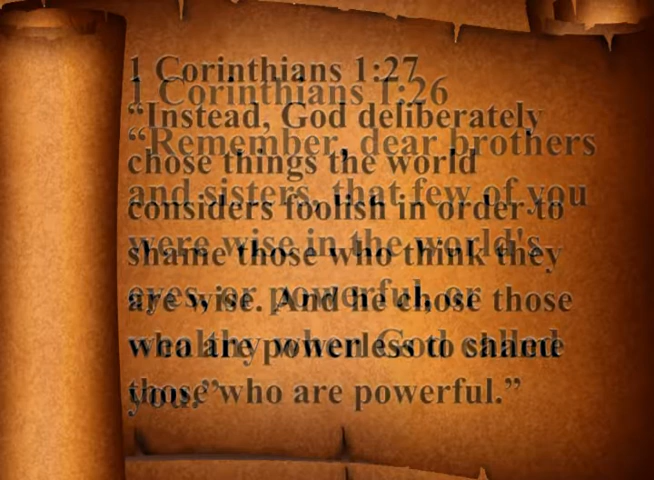 1 Corinthians 1:27
“Instead, God deliberately
chose things the world
considers foolish in order to
shame those who think they
are wise. And he chose those
who are powerless to shame
those who are powerful.”
1 Corinthians 1:26
“Remember, dear brothers
and sisters, that few of you
were wise in the world's
eyes, or powerful, or
wealthy when God called
you.”